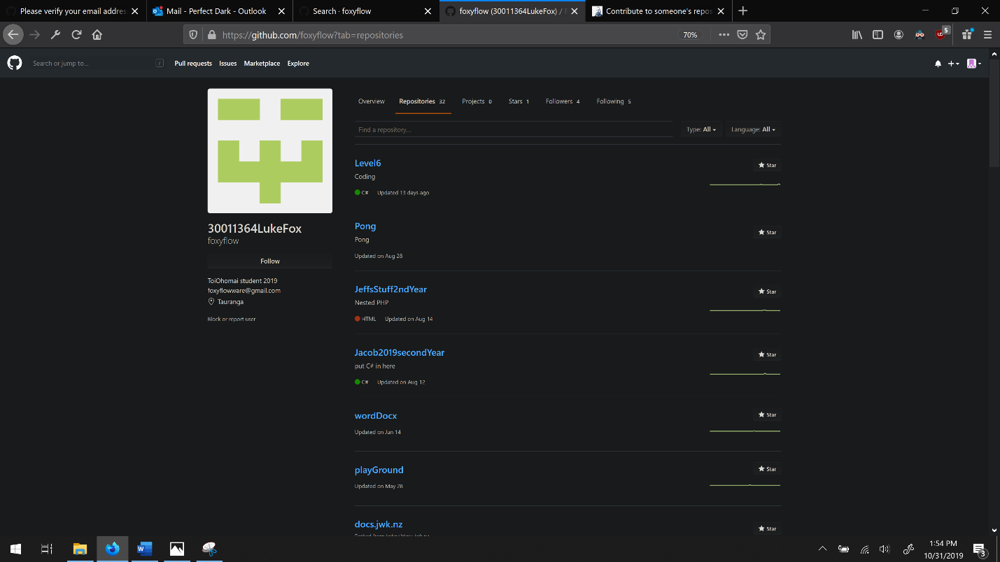 Please verify your email addres
Mail - Perfect Dark - Outlook
Search · foxyflow
foxyflow (30011364LukeFox) / F
Contribute to someone's repos
https://github.com/foxyflow?tab=repositories
70%
5
Search or jump to...
/
Pull requests
Issues
Marketplace
Explore
Overview
Repositories 32
Projects 0
Stars 1
Followers 4
Following 5
Find a repository...
Type: All
Language: All
30011364LukeFox
foxyflow
Follow
ToiOhomai student 2019
foxyflowware@gmail.com
Tauranga
Block or report user
Level6
Star
Coding
C# Updated 13 days ago
Pong
Star
Pong
Updated on Aug 28
JeffsStuff2ndYear
Star
Nested PHP
HTML Updated on Aug 14
Jacob2019secondYear
Star
put C# in here
C# Updated on Aug 12
wordDocx
Star
Updated on Jun 14
playGround
Star
Updated on May 28
docs.jwk.nz
Star
1:54 PM
10/31/2019
3